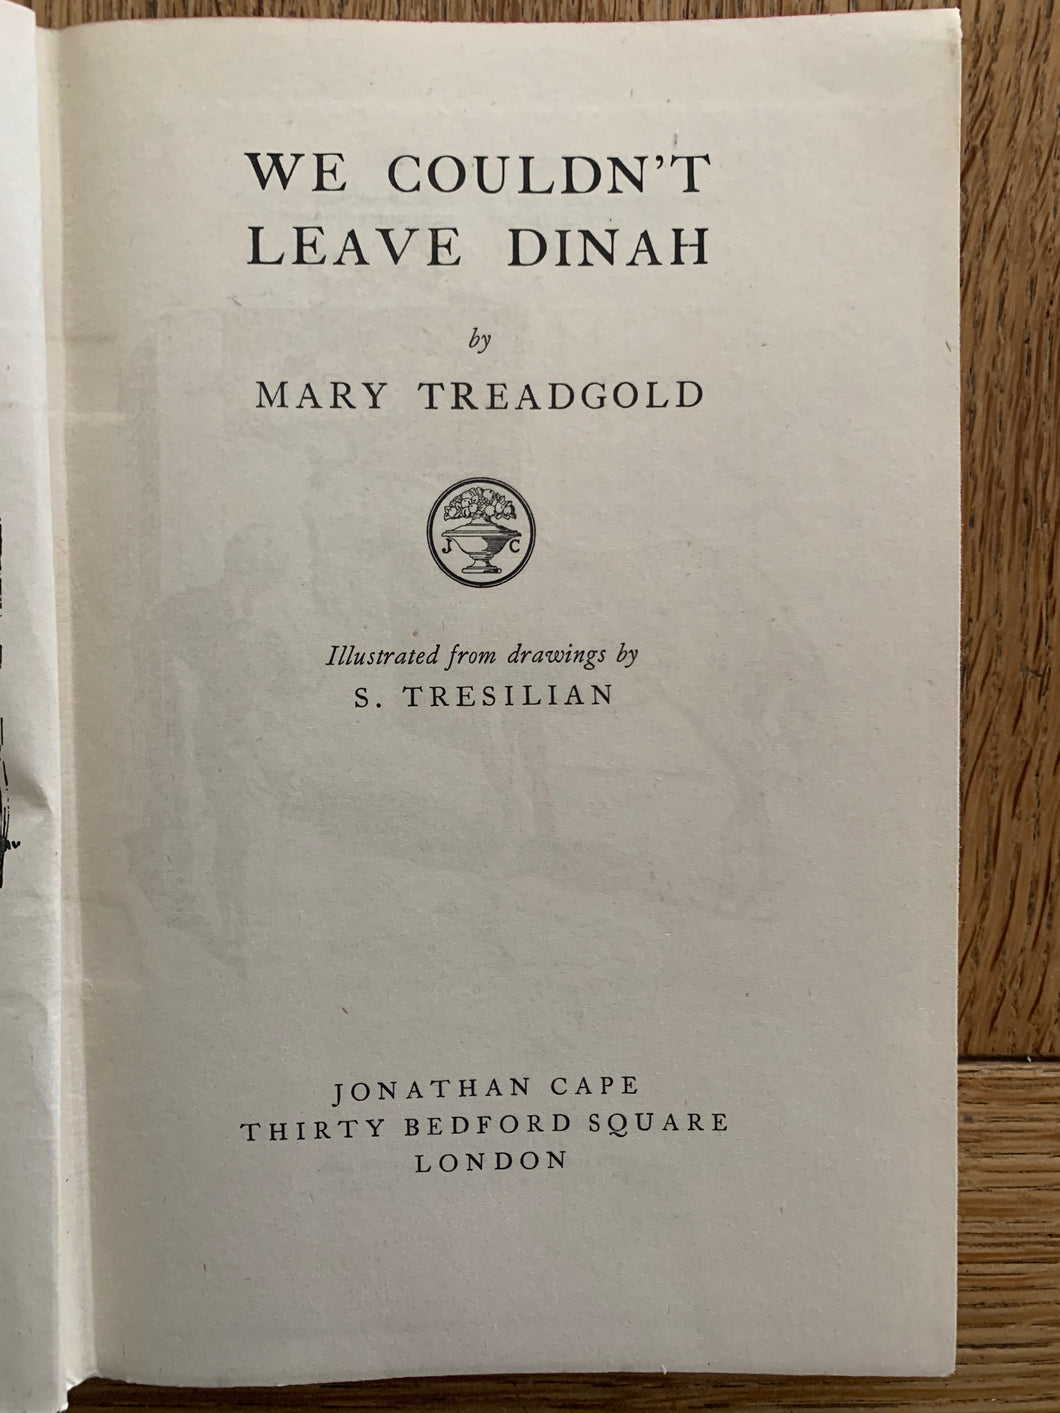 WE COULDN'T
LEAVE DINAH
by
MARY TREADGOLD
J C
Illustrated from drawings by
S. TRESILIAN
JONATHAN CAPE
THIRTY BEDFORD SQUARE
LONDON